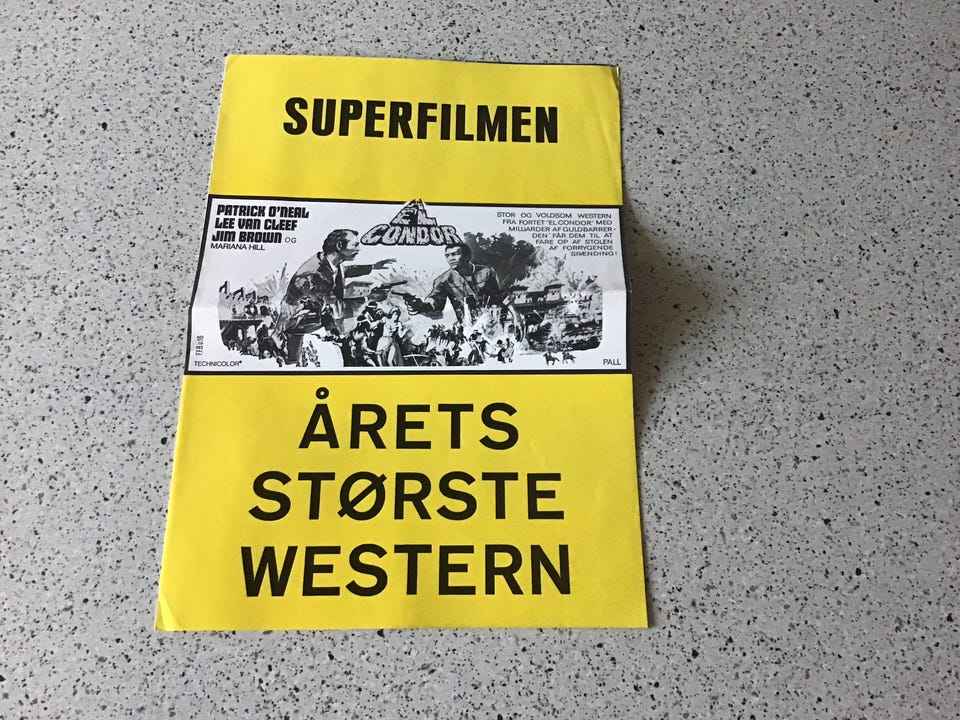 SUPERFILMEN
PATRICK O'NEAL
LEE VAN CLEEF
JIM BROWN OG
MARIANA HILL
EL
CONDOR
STOR OG VOLDSOM WESTERN
FRA FORTET "EL CONDOR" MED
MILLIARDER AF GULDBARRER-
DEN FÅR DEM TIL AT
FARE OP AF STOLEN
AF FORRYGENDE
SPÆNDING!
TECHNICOLOR®
PALL
ÅRETS
STØRSTE
WESTERN